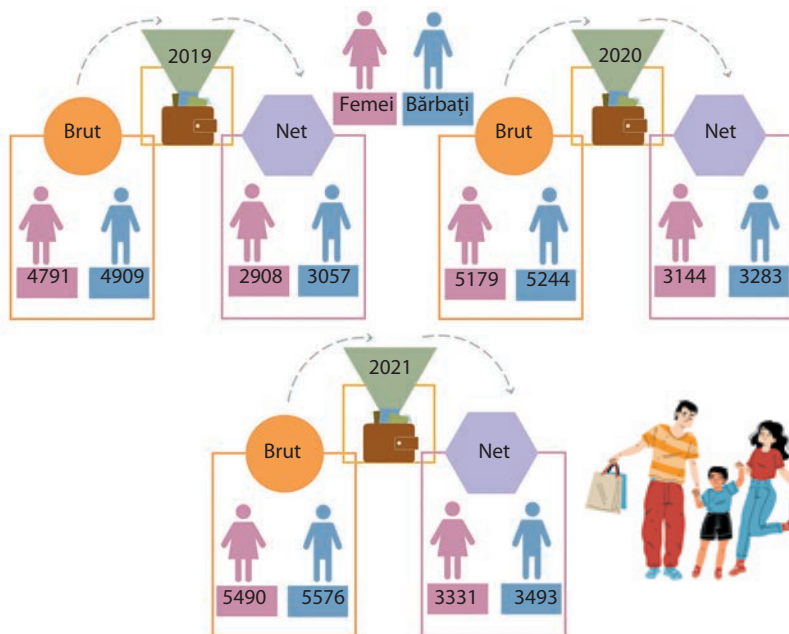 2019
Femei
Bărbați
Brut
Net
4791
4909
2908
3057
2020
Brut
Net
5179
5244
3144
3283
2021
Brut
Net
5490
5576
3331
3493